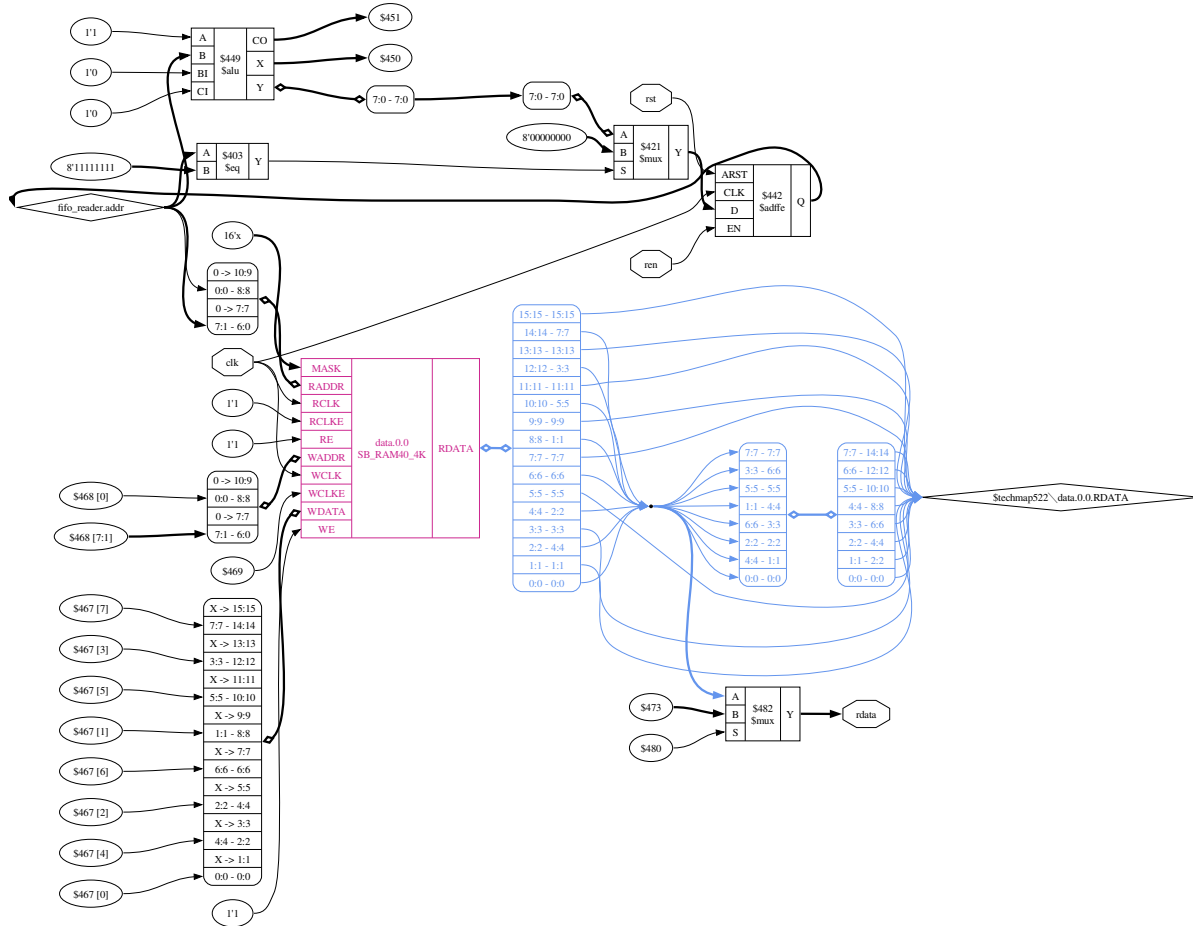 1'1
1'0
1'0
A
B
BI
CI
$449
$alu
CO
X
Y
$451
$450
7:0 - 7:0
7:0 - 7:0
8'00000000
rst
A
B
S
$421
$mux
Y
8'11111111
A
B
$403
$eq
Y
fifo_reader.addr
ARST
CLK
D
EN
$442
$adffe
Q
ren
16'x
0 -> 10:9
0:0 - 8:8
0 -> 7:7
7:1 - 6:0
clk
1'1
1'1
$468 [0]
$468 [7:1]
0 -> 10:9
0:0 - 8:8
0 -> 7:7
7:1 - 6:0
$469
MASK
RADDR
RCLK
RCLKE
RE
WADDR
WCLK
WCLKE
WDATA
WE
data.0.0
SB_RAM40_4K
RDATA
15:15 - 15:15
14:14 - 7:7
13:13 - 13:13
12:12 - 3:3
11:11 - 11:11
10:10 - 5:5
9:9 - 9:9
8:8 - 1:1
7:7 - 7:7
6:6 - 6:6
5:5 - 5:5
4:4 - 2:2
3:3 - 3:3
2:2 - 4:4
1:1 - 1:1
0:0 - 0:0
7:7 - 7:7
3:3 - 6:6
5:5 - 5:5
1:1 - 4:4
6:6 - 3:3
2:2 - 2:2
4:4 - 1:1
0:0 - 0:0
7:7 - 14:14
6:6 - 12:12
5:5 - 10:10
4:4 - 8:8
3:3 - 6:6
2:2 - 4:4
1:1 - 2:2
0:0 - 0:0
$techmap522\data.0.0.RDATA
$467 [7]
$467 [3]
$467 [5]
$467 [1]
$467 [6]
$467 [2]
$467 [4]
$467 [0]
X -> 15:15
7:7 - 14:14
X -> 13:13
3:3 - 12:12
X -> 11:11
5:5 - 10:10
X -> 9:9
1:1 - 8:8
X -> 7:7
6:6 - 6:6
X -> 5:5
2:2 - 4:4
X -> 3:3
4:4 - 2:2
X -> 1:1
0:0 - 0:0
1'1
$473
$480
A
B
S
$482
$mux
Y
rdata